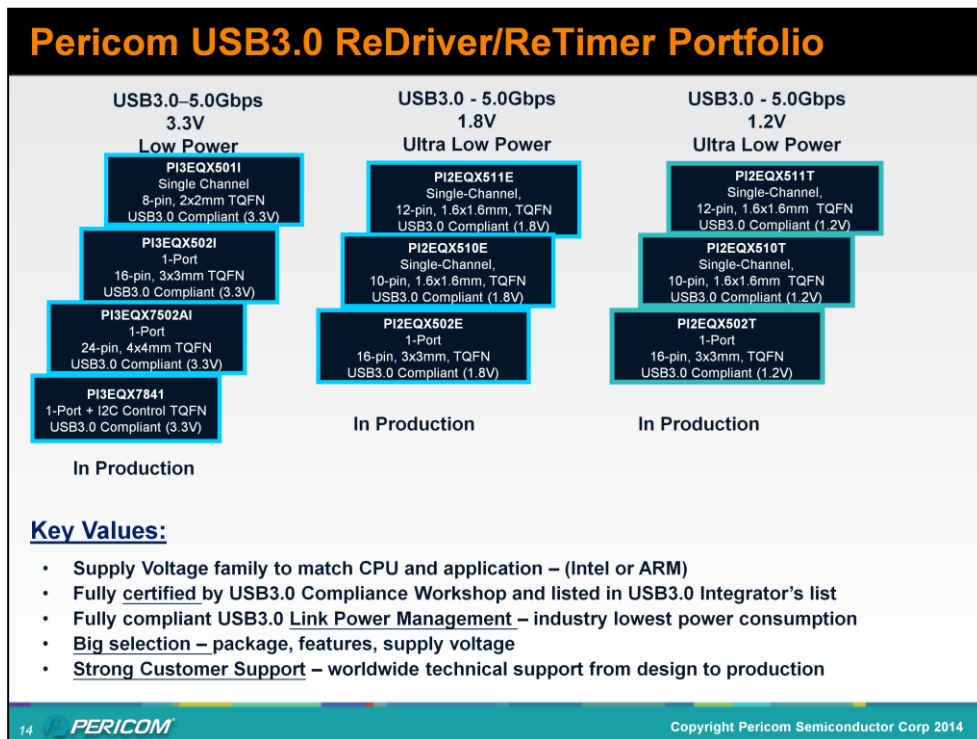 Pericom USB3.0 ReDriver/ReTimer Portfolio
USB3.0–5.0Gbps
3.3V
Low Power
PI3EQX501I
Single Channel
8-pin, 2x2mm TQFN
USB3.0 Compliant (3.3V)
PI3EQX502I
1-Port
16-pin, 3x3mm TQFN
USB3.0 Compliant (3.3V)
PI3EQX7502AI
1-Port
24-pin, 4x4mm TQFN
USB3.0 Compliant (3.3V)
PI3EQX7841
1-Port + I2C Control TQFN
USB3.0 Compliant (3.3V)
In Production
USB3.0 - 5.0Gbps
1.8V
Ultra Low Power
PI2EQX511E
Single-Channel,
12-pin, 1.6x1.6mm, TQFN
USB3.0 Compliant (1.8V)
PI2EQX510E
Single-Channel,
10-pin, 1.6x1.6mm, TQFN
USB3.0 Compliant (1.8V)
PI2EQX502E
1-Port
16-pin, 3x3mm, TQFN
USB3.0 Compliant (1.8V)
In Production
USB3.0 - 5.0Gbps
1.2V
Ultra Low Power
PI2EQX511T
Single-Channel,
12-pin, 1.6x1.6mm TQFN
USB3.0 Compliant (1.2V)
PI2EQX510T
Single-Channel,
10-pin, 1.6x1.6mm, TQFN
USB3.0 Compliant (1.2V)
PI2EQX502T
1-Port
16-pin, 3x3mm, TQFN
USB3.0 Compliant (1.2V)
In Production
Key Values:
• Supply Voltage family to match CPU and application – (Intel or ARM)
• Fully certified by USB3.0 Compliance Workshop and listed in USB3.0 Integrator's list
• Fully compliant USB3.0 Link Power Management – industry lowest power consumption
• Big selection – package, features, supply voltage
• Strong Customer Support – worldwide technical support from design to production
14 PERICOM
Copyright Pericom Semiconductor Corp 2014